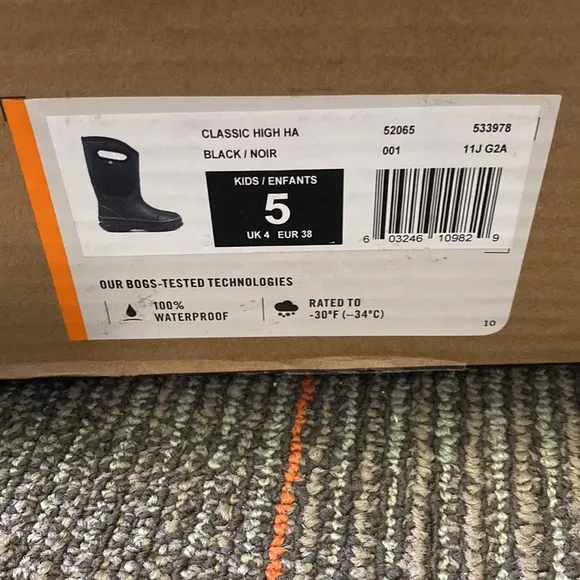 CLASSIC HIGH HA 52065 533978
BLACK / NOIR 001 11J G2A
KIDS / ENFANTS
5
UK 4 EUR 38
6 03246 10982 9
OUR BOGS-TESTED TECHNOLOGIES
100% WATERPROOF
RATED TO -30°F (−34°C)
10